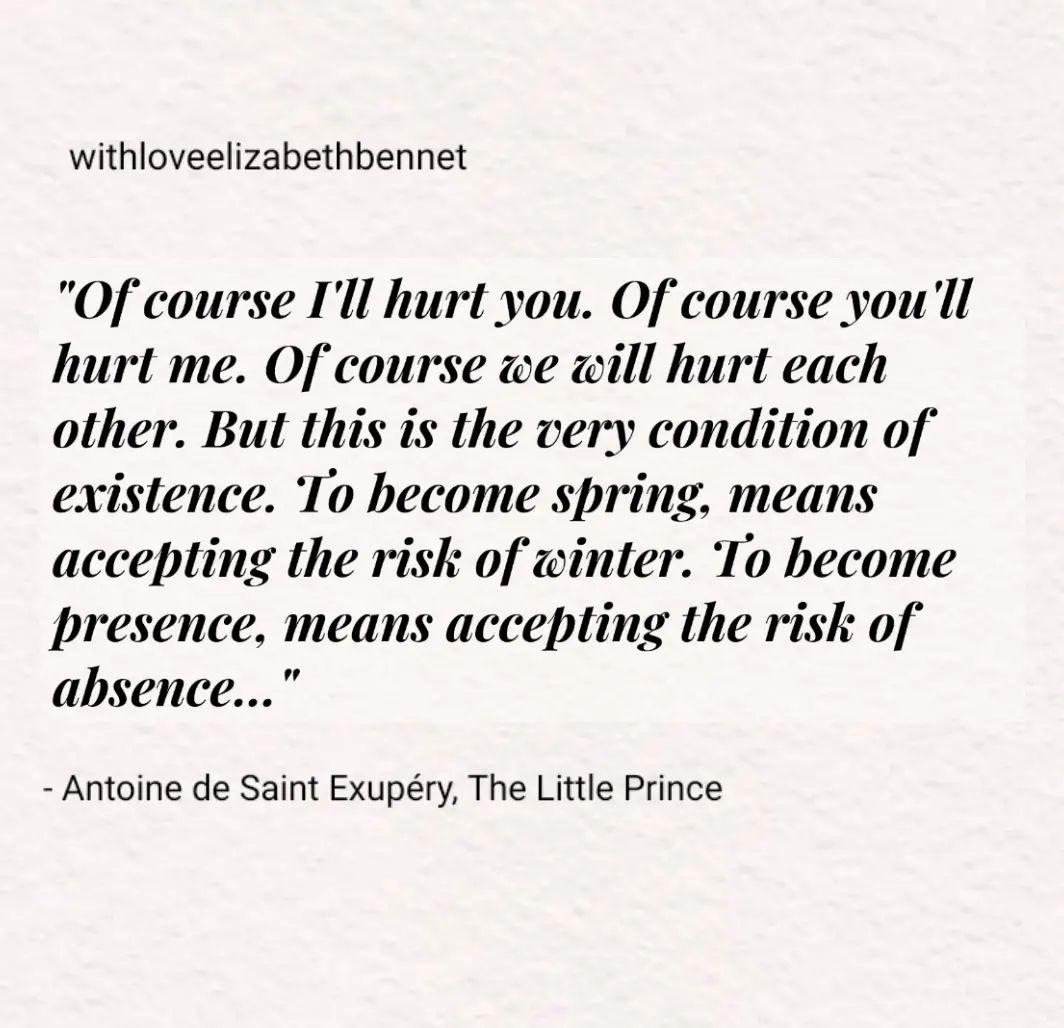 withloveelizabethbennet
"Of course I'll hurt you. Of course you'll
hurt me. Of course we will hurt each
other. But this is the very condition of
existence. To become spring, means
accepting the risk of winter. To become
presence, means accepting the risk of
absence..."
- Antoine de Saint Exupéry, The Little Prince